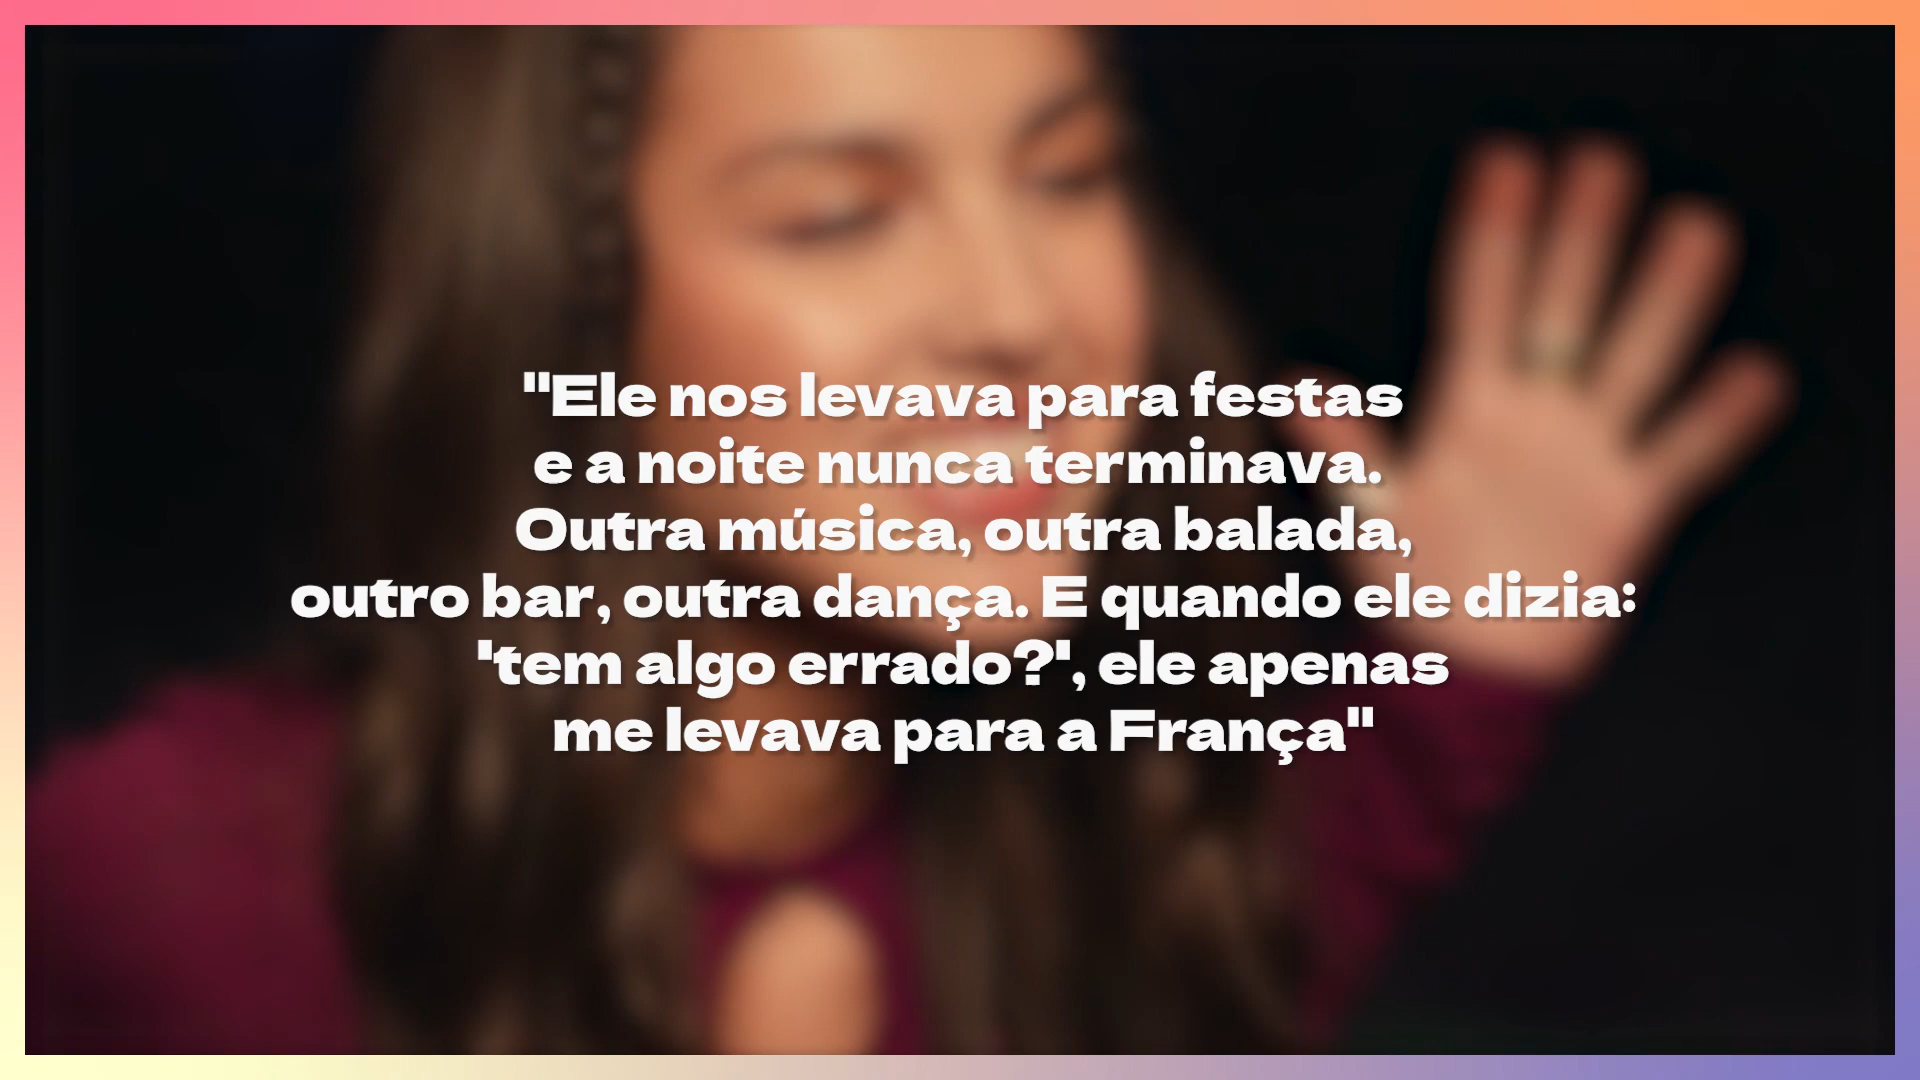 "Ele nos levava para festas
e a noite nunca terminava.
Outra música, outra balada,
outro bar, outra dança. E quando ele dizia:
'tem algo errado?', ele apenas
me levava para a França"